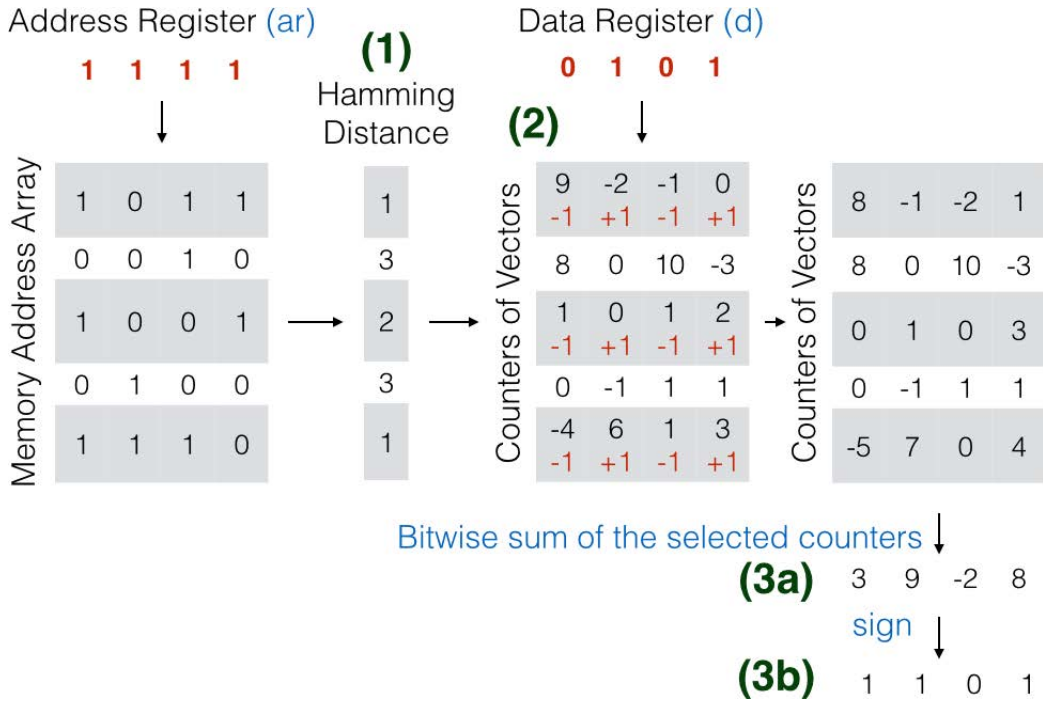 Address Register (ar)
1 1 1 1
(1)
Hamming
Distance
Data Register (d)
0 1 0 1
(2)
Memory Address Array
1 0 1 1
0 0 1 0
1 0 0 1
0 1 0 0
1 1 1 0
1
3
2
3
1
Counters of Vectors
9 -2 -1 0
-1 +1 -1 +1
8 0 10 -3
1 0 1 2
-1 +1 -1 +1
0 -1 1 1
-4 6 1 3
-1 +1 -1 +1
Counters of Vectors
8 -1 -2 1
8 0 10 -3
0 1 0 3
0 -1 1 1
-5 7 0 4
Bitwise sum of the selected counters
(3a) 3 9 -2 8
sign
(3b) 1 1 0 1